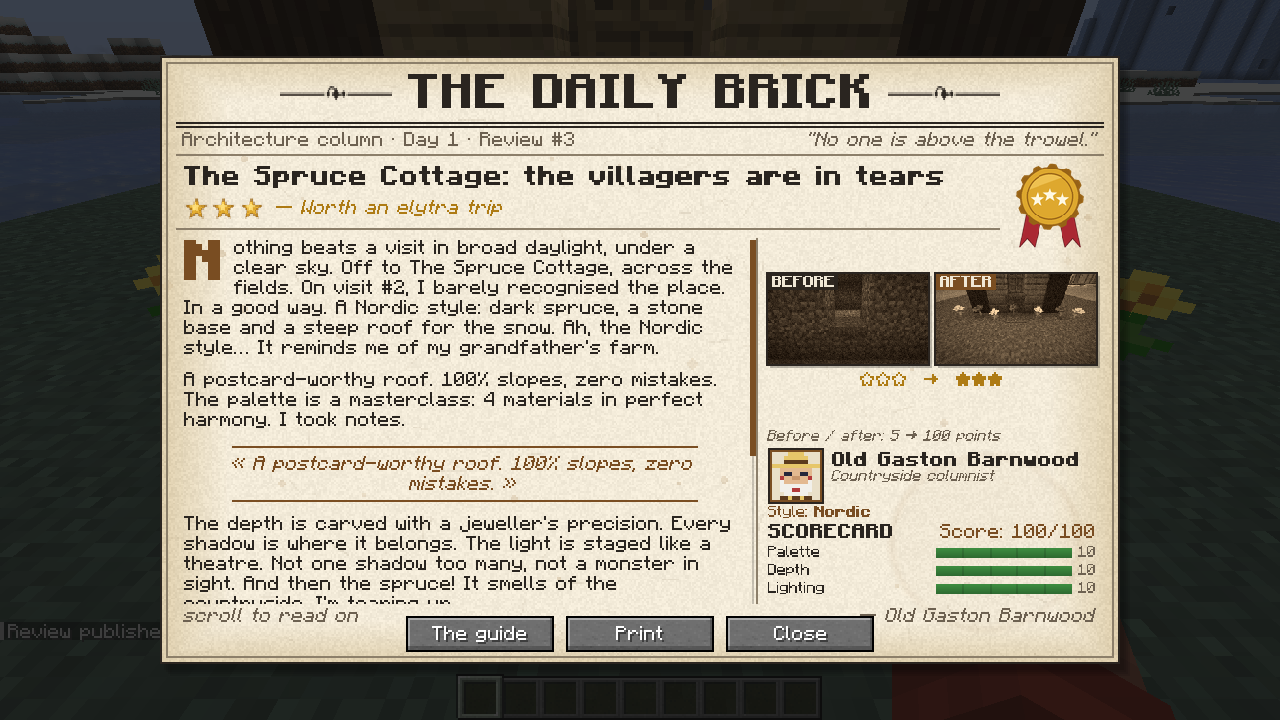 THE DAILY BRICK
Architecture column · Day 1 · Review #3
"No one is above the trowel."
The Spruce Cottage: the villagers are in tears
— Worth an elytra trip
Nothing beats a visit in broad daylight, under a
clear sky. Off to The Spruce Cottage, across the
fields. On visit #2, I barely recognised the place.
In a good way. A Nordic style: dark spruce, a stone
base and a steep roof for the snow. Ah, the Nordic
style... It reminds me of my grandfather's farm.
A postcard-worthy roof. 100% slopes, zero mistakes.
The palette is a masterclass: 4 materials in perfect
harmony. I took notes.
« A postcard-worthy roof. 100% slopes, zero
mistakes. »
The depth is carved with a jeweller's precision. Every
shadow is where it belongs. The light is staged like a
theatre. Not one shadow too many, not a monster in
sight. And then the spruce! It smells of the
countryside. I'm tearing up.
scroll to read on
BEFORE
AFTER
Before / after: 5 → 100 points
Old Gaston Barnwood
Countryside columnist
Style: Nordic
SCORECARD
Score: 100/100
Palette 10
Depth 10
Lighting 10
— Old Gaston Barnwood
The guide
Print
Close
Review publishe